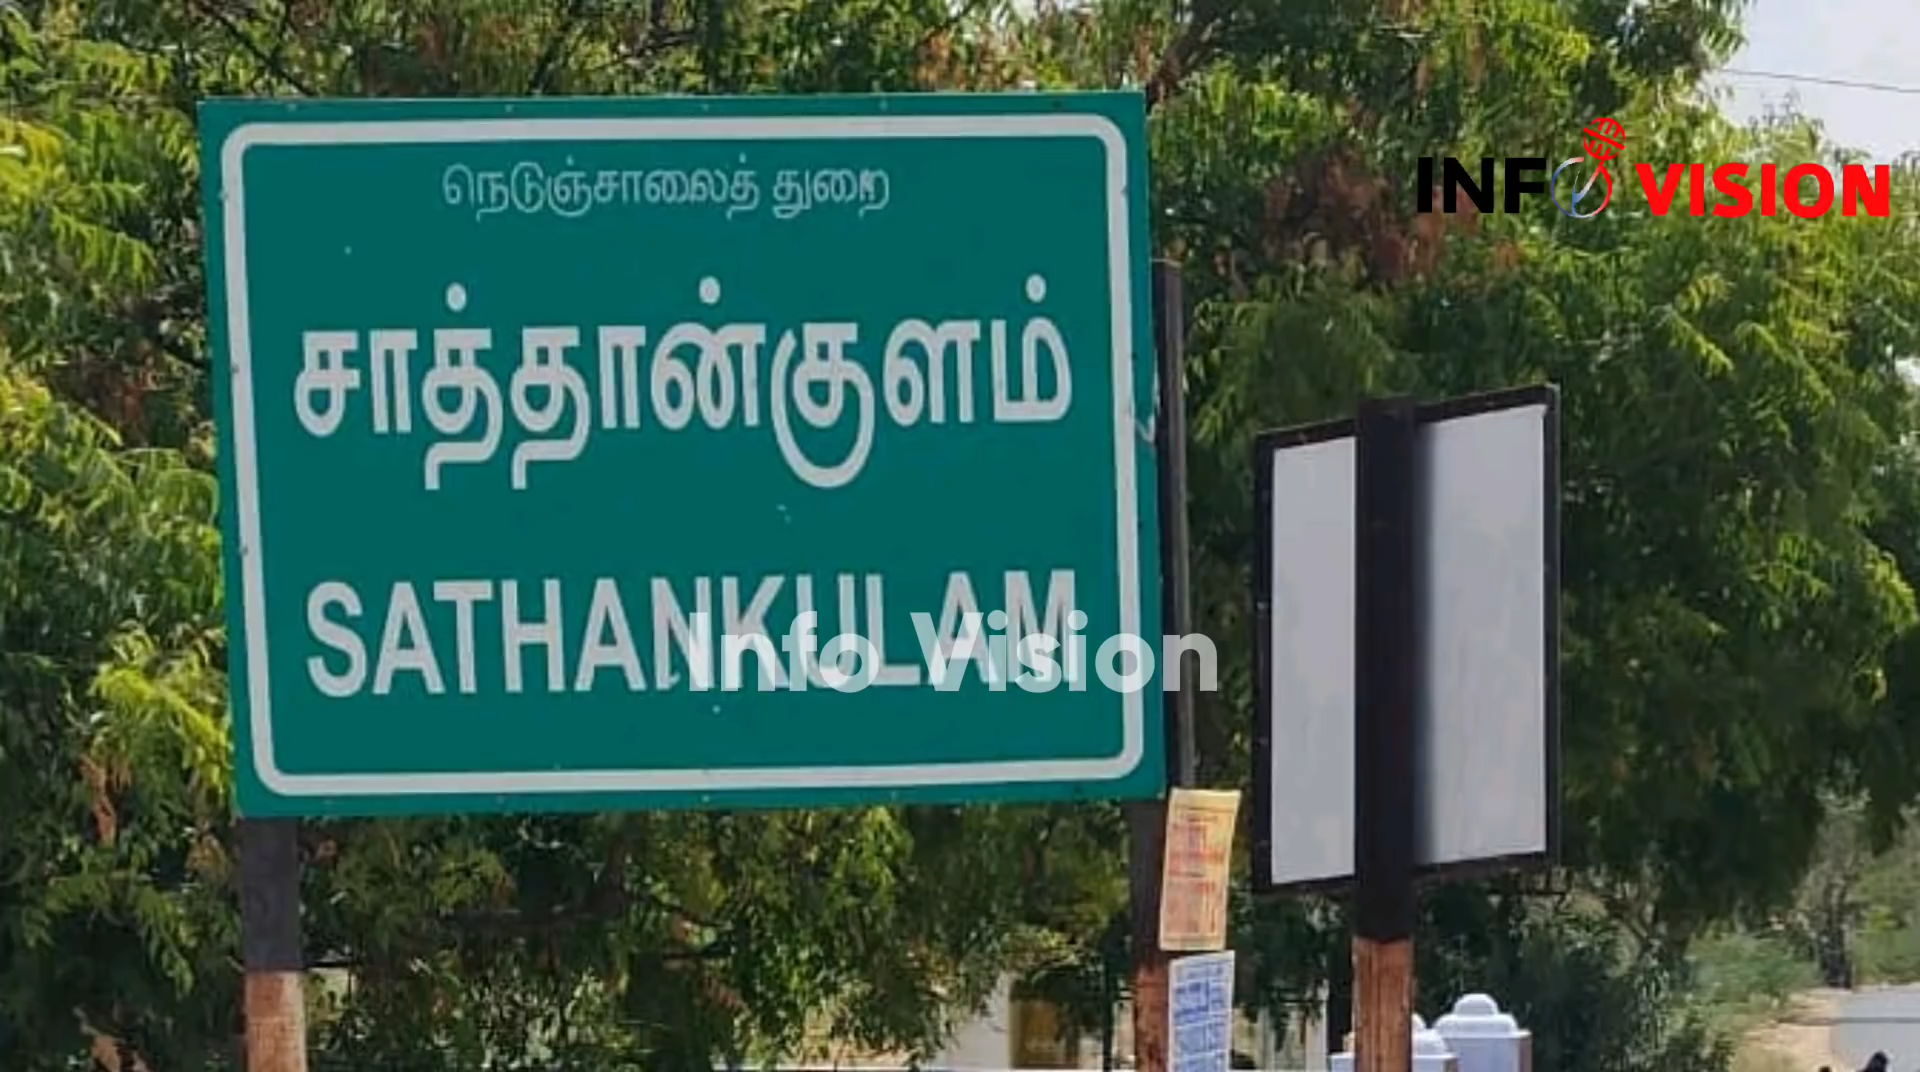 நெடுஞ்சாலைத் துறை
INFO VISION
சாத்தான்குளம்
SATHANKULAM
Info Vision